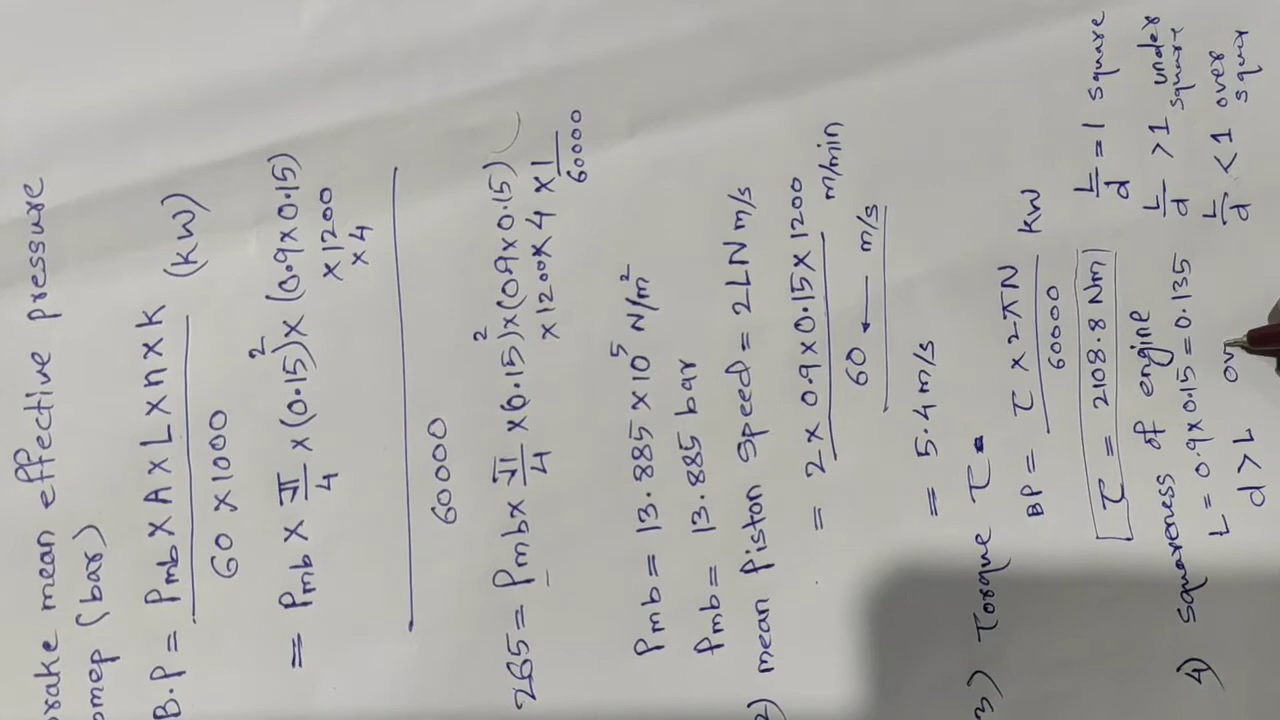 rake mean effective pressure
omep (bar)
B.P = Pmb × A × L × n × K (kW)
60 × 1000
= Pmb × π/4 × (0.15)² × (0.9 × 0.15)
× 1200
× 4
60000
265 = Pmb × π/4 × (0.15)² × (0.9 × 0.15)
× 1200 × 4 × 1/60000
Pmb = 13.885 × 10⁵ N/m²
Pmb = 13.885 bar
2) mean Piston Speed = 2LN m/s
= 2 × 0.9 × 0.15 × 1200 m/min
60 ← m/s
= 5.4 m/s
3) Torque τ
BP = τ × 2πN kW
60000
τ = 2108.8 Nm
4) squareness of engine
L = 0.9 × 0.15 = 0.135
d > L ov
L/d = 1 square
L/d > 1 under square
L/d < 1 over